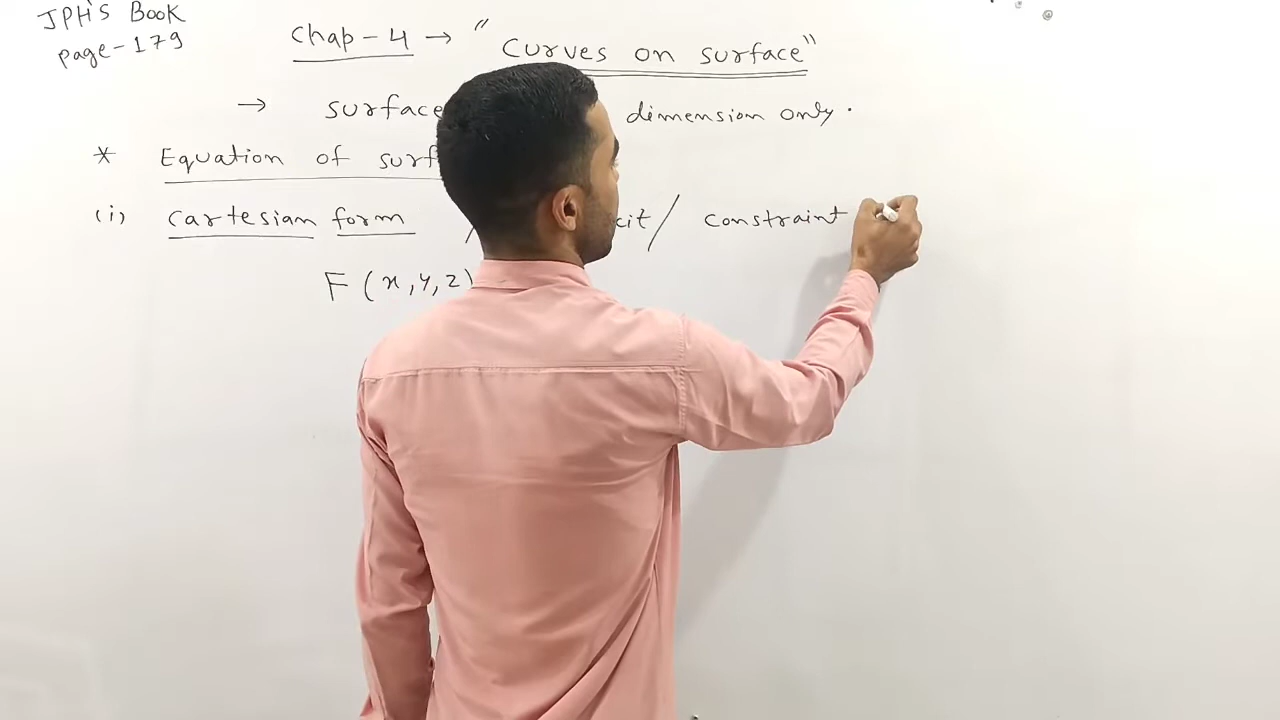 JPH'S Book
page-179
Chap-4 → "Curves on surface"
→ surface dimension only.
* Equation of surf
(i) Cartesian form / cit / constraint
F(x,y,z)